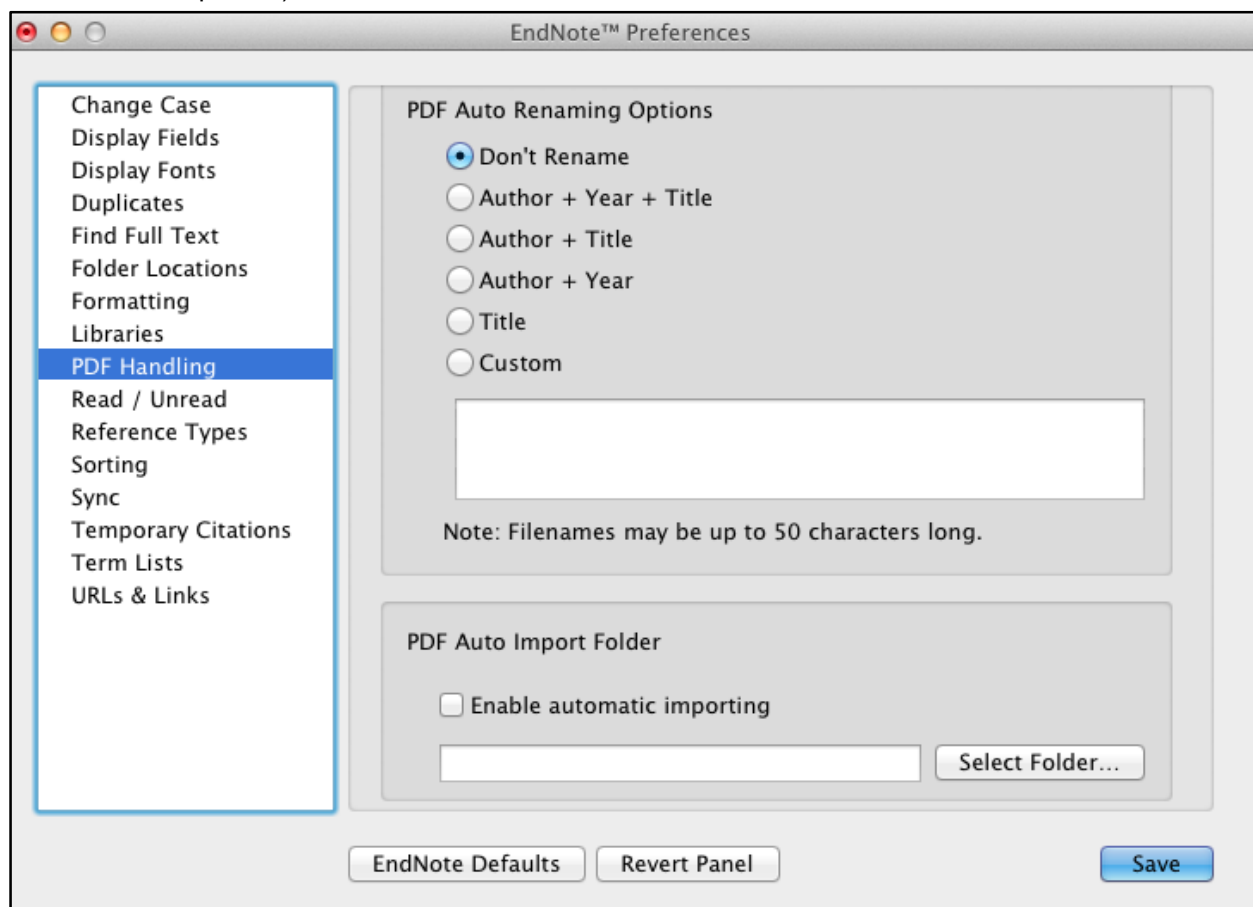 EndNote™ Preferences
Change Case
Display Fields
Display Fonts
Duplicates
Find Full Text
Folder Locations
Formatting
Libraries
PDF Handling
Read / Unread
Reference Types
Sorting
Sync
Temporary Citations
Term Lists
URLs & Links
PDF Auto Renaming Options
Don't Rename
Author + Year + Title
Author + Title
Author + Year
Title
Custom
Note: Filenames may be up to 50 characters long.
PDF Auto Import Folder
Enable automatic importing
Select Folder...
EndNote Defaults
Revert Panel
Save